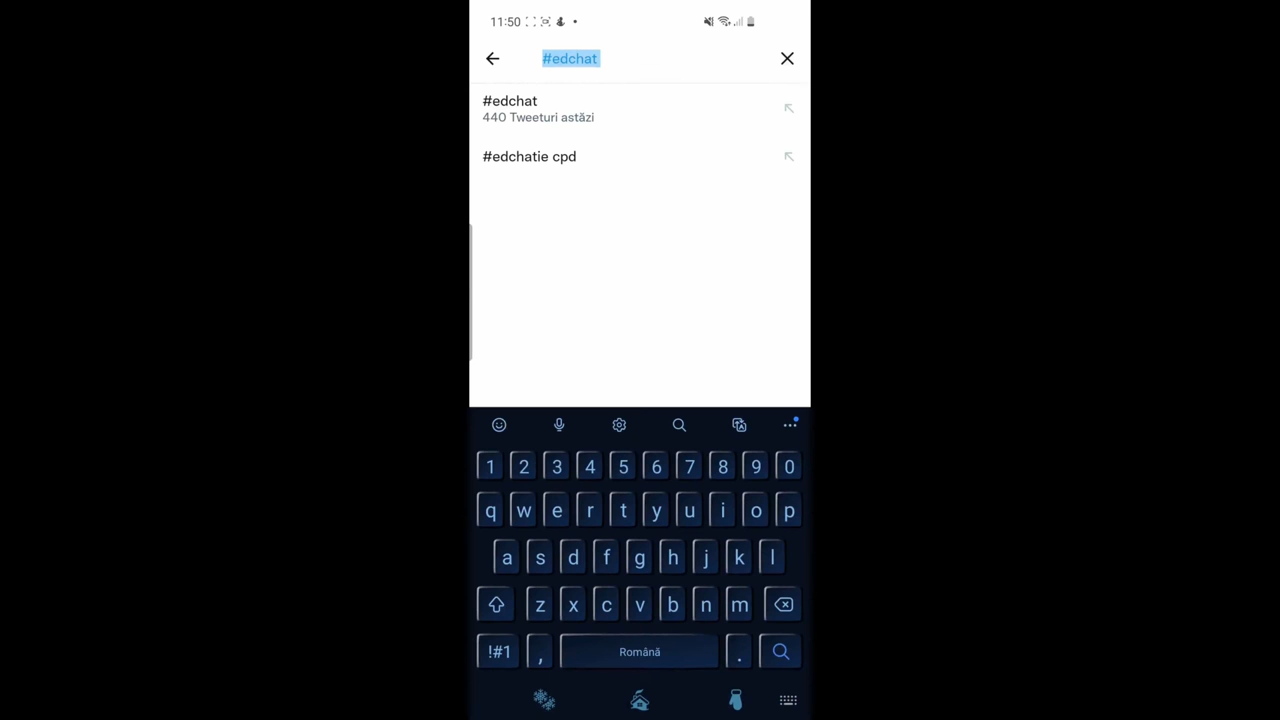 11:50
#edchat
#edchat
440 Tweeturi astăzi
#edchatie cpd
1 2 3 4 5 6 7 8 9 0
q w e r t y u i o p
a s d f g h j k l
z x c v b n m
!#1 , Română .